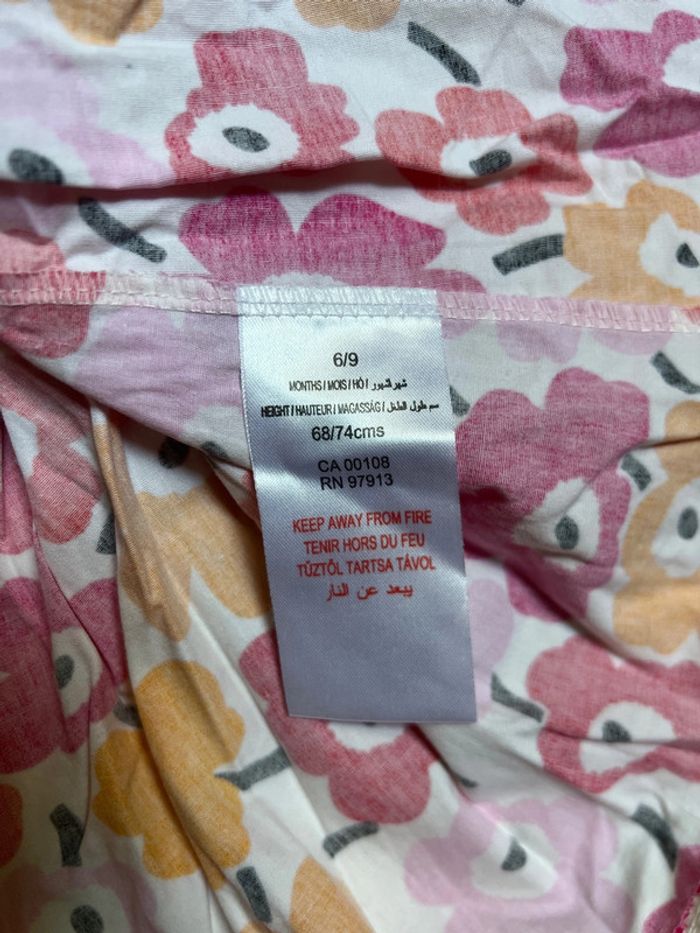 6/9
MONTHS / MOIS / HÓ / شهر الشهور
HEIGHT / HAUTEUR / MAGASSÁG / سم طول الطفل
68/74cms
CA 00108
RN 97913
KEEP AWAY FROM FIRE
TENIR HORS DU FEU
TŰZTŐL TARTSA TÁVOL
يبعد عن النار